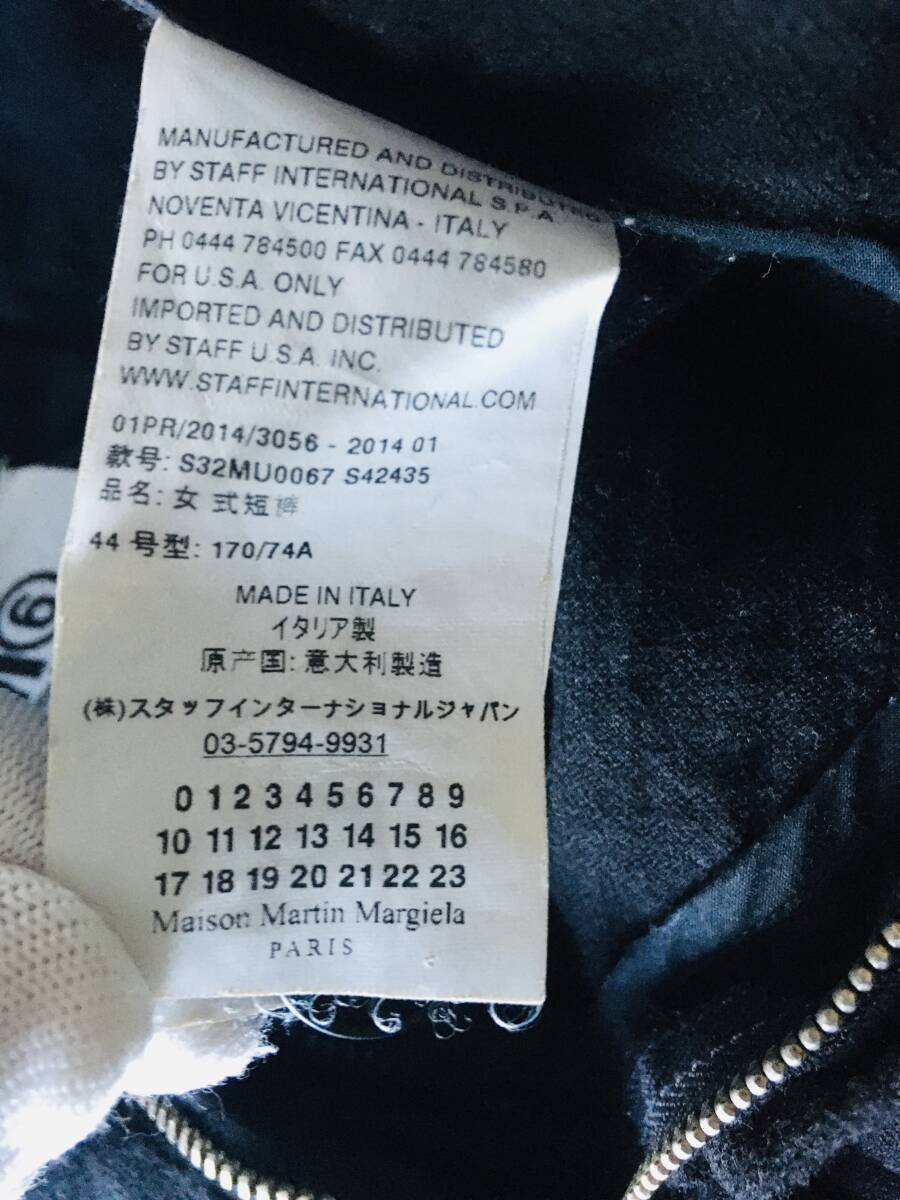 MANUFACTURED AND DISTRIBUTED
BY STAFF INTERNATIONAL S.P.A.
NOVENTA VICENTINA - ITALY
PH 0444 784500 FAX 0444 784580
FOR U.S.A. ONLY
IMPORTED AND DISTRIBUTED
BY STAFF U.S.A. INC.
WWW.STAFFINTERNATIONAL.COM
01PR/2014/3056 - 2014 01
款号: S32MU0067 S42435
品名: 女 式短裤
44 号型: 170/74A
MADE IN ITALY
イタリア製
原产国: 意大利製造
(株)スタッフインターナショナルジャパン
03-5794-9931
0 1 2 3 4 5 6 7 8 9
10 11 12 13 14 15 16
17 18 19 20 21 22 23
Maison Martin Margiela
PARIS